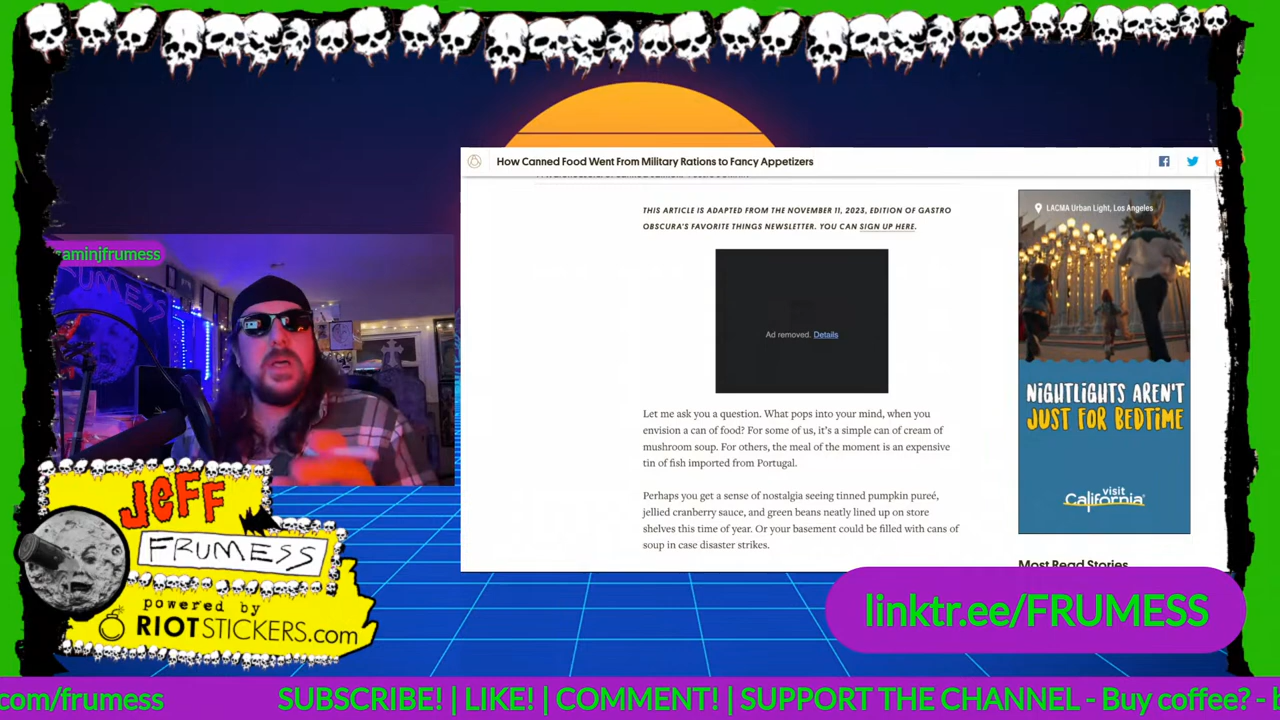 How Canned Food Went From Military Rations to Fancy Appetizers
THIS ARTICLE IS ADAPTED FROM THE NOVEMBER 11, 2023, EDITION OF GASTRO
OBSCURA'S FAVORITE THINGS NEWSLETTER. YOU CAN SIGN UP HERE.
Ad removed. Details
Let me ask you a question. What pops into your mind, when you
envision a can of food? For some of us, it's a simple can of cream of
mushroom soup. For others, the meal of the moment is an expensive
tin of fish imported from Portugal.
Perhaps you get a sense of nostalgia seeing tinned pumpkin pureé,
jellied cranberry sauce, and green beans neatly lined up on store
shelves this time of year. Or your basement could be filled with cans of
soup in case disaster strikes.
LACMA Urban Light, Los Angeles
NIGHTLIGHTS AREN'T
JUST FOR BEDTIME
visit
California
Most Read Stories
aminjfrumess
FRUMESS
JEFF
FRUMESS
powered by
RIOTSTICKERS.com
linktr.ee/FRUMESS
com/frumess SUBSCRIBE! | LIKE! | COMMENT! | SUPPORT THE CHANNEL - Buy coffee? -